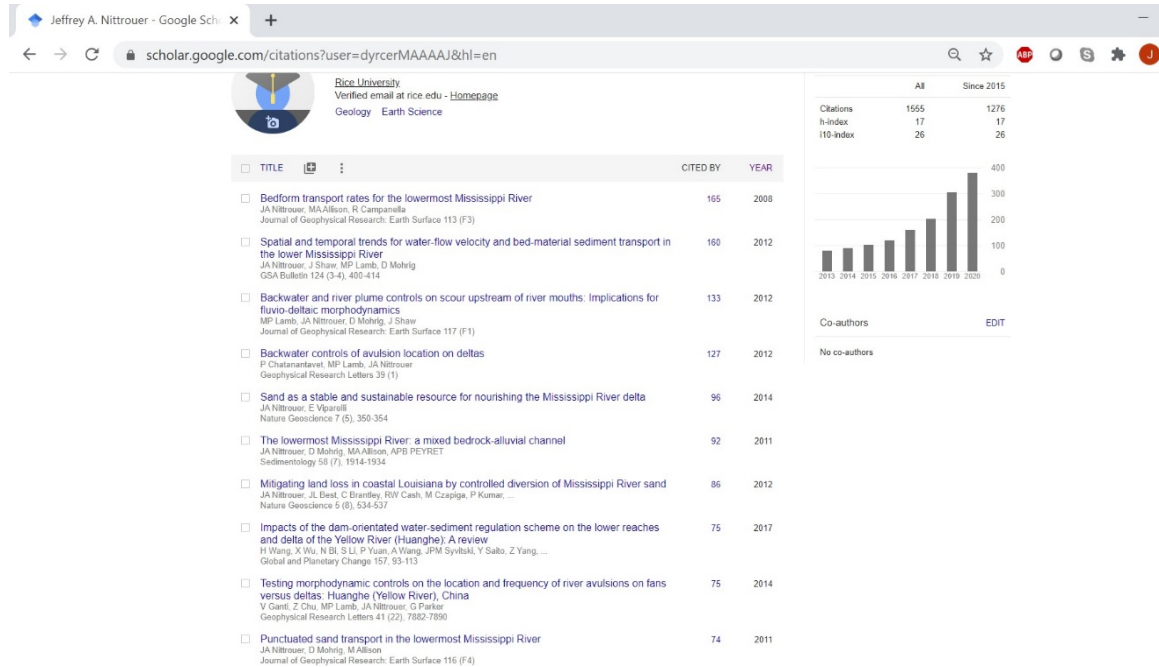 Jeffrey A. Nittrouer - Google Scho
scholar.google.com/citations?user=dyrcerMAAAAJ&hl=en
ABP
J
Rice University
Verified email at rice edu - Homepage
Geology Earth Science
TITLE CITED BY YEAR
Bedform transport rates for the lowermost Mississippi River 165 2008
JA Nittrouer, MA Allison, R Campanella
Journal of Geophysical Research: Earth Surface 113 (F3)
Spatial and temporal trends for water-flow velocity and bed-material sediment transport in 160 2012
the lower Mississippi River
JA Nittrouer, J Shaw, MP Lamb, D Mohrig
GSA Bulletin 124 (3-4), 400-414
Backwater and river plume controls on scour upstream of river mouths: Implications for 133 2012
fluvio-deltaic morphodynamics
MP Lamb, JA Nittrouer, D Mohrig, J Shaw
Journal of Geophysical Research: Earth Surface 117 (F1)
Backwater controls of avulsion location on deltas 127 2012
P Chatanantavet, MP Lamb, JA Nittrouer
Geophysical Research Letters 39 (1)
Sand as a stable and sustainable resource for nourishing the Mississippi River delta 96 2014
JA Nittrouer, E Viparelli
Nature Geoscience 7 (5), 350-354
The lowermost Mississippi River: a mixed bedrock-alluvial channel 92 2011
JA Nittrouer, D Mohrig, MA Allison, APB PEYRET
Sedimentology 58 (7), 1914-1934
Mitigating land loss in coastal Louisiana by controlled diversion of Mississippi River sand 86 2012
JA Nittrouer, JL Best, C Brantley, RW Cash, M Czapiga, P Kumar, ...
Nature Geoscience 5 (8), 534-537
Impacts of the dam-orientated water-sediment regulation scheme on the lower reaches 75 2017
and delta of the Yellow River (Huanghe): A review
H Wang, X Wu, N Bi, S Li, P Yuan, A Wang, JPM Syvitski, Y Saito, Z Yang, ...
Global and Planetary Change 157, 93-113
Testing morphodynamic controls on the location and frequency of river avulsions on fans 75 2014
versus deltas: Huanghe (Yellow River), China
V Ganti, Z Chu, MP Lamb, JA Nittrouer, G Parker
Geophysical Research Letters 41 (22), 7882-7890
Punctuated sand transport in the lowermost Mississippi River 74 2011
JA Nittrouer, D Mohrig, M Allison
Journal of Geophysical Research: Earth Surface 116 (F4)
All Since 2015
Citations 1555 1276
h-index 17 17
i10-index 26 26
400
300
200
100
0
2013 2014 2015 2016 2017 2018 2019 2020
Co-authors EDIT
No co-authors